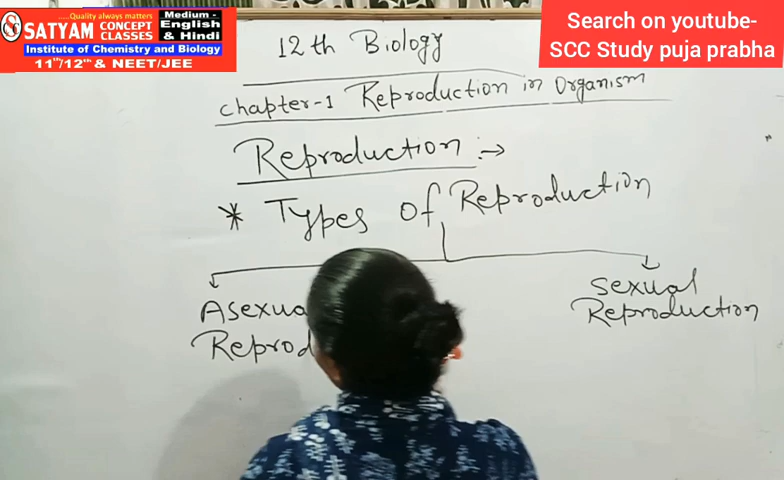 ...Quality always matters
SATYAM CONCEPT CLASSES
Medium - English & Hindi
Institute of Chemistry and Biology
11th/12th & NEET/JEE
Search on youtube-
SCC Study puja prabha
12th Biology
Chapter-1 Reproduction in Organism
Reproduction :→
* Types of Reproduction
Asexua
Reprod
Sexual
Reproduction